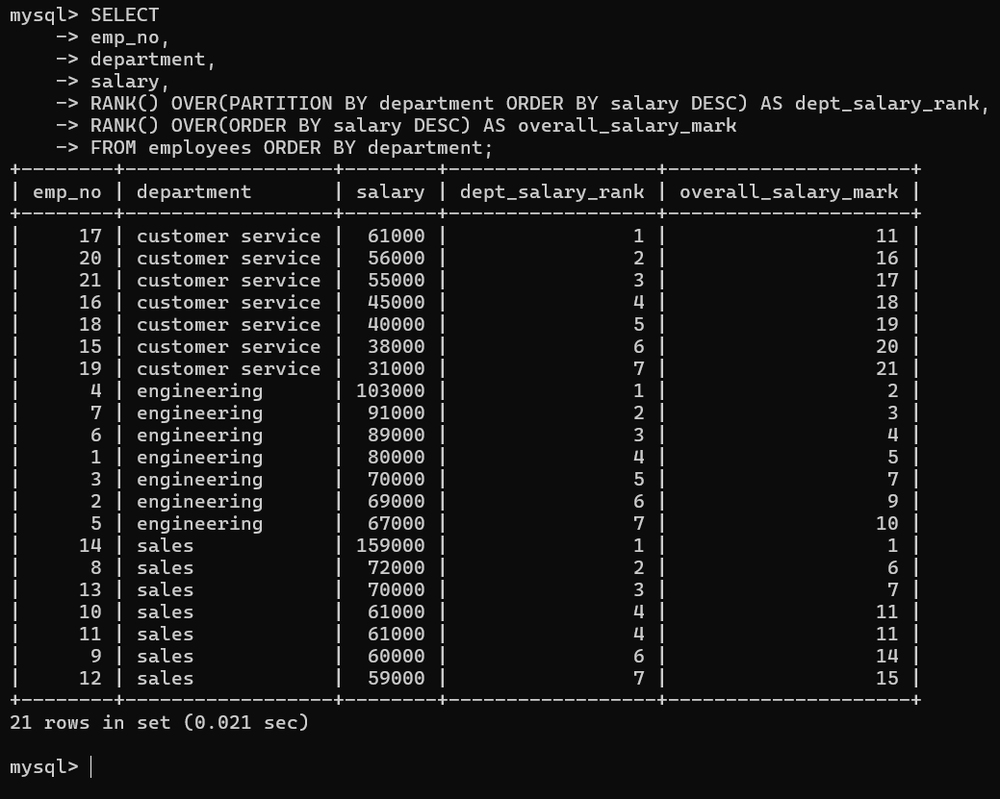 mysql> SELECT
    -> emp_no,
    -> department,
    -> salary,
    -> RANK() OVER(PARTITION BY department ORDER BY salary DESC) AS dept_salary_rank,
    -> RANK() OVER(ORDER BY salary DESC) AS overall_salary_mark
    -> FROM employees ORDER BY department;
+--------+------------------+--------+------------------+---------------------+
| emp_no | department       | salary | dept_salary_rank | overall_salary_mark |
+--------+------------------+--------+------------------+---------------------+
|     17 | customer service |  61000 |                1 |                  11 |
|     20 | customer service |  56000 |                2 |                  16 |
|     21 | customer service |  55000 |                3 |                  17 |
|     16 | customer service |  45000 |                4 |                  18 |
|     18 | customer service |  40000 |                5 |                  19 |
|     15 | customer service |  38000 |                6 |                  20 |
|     19 | customer service |  31000 |                7 |                  21 |
|      4 | engineering      | 103000 |                1 |                   2 |
|      7 | engineering      |  91000 |                2 |                   3 |
|      6 | engineering      |  89000 |                3 |                   4 |
|      1 | engineering      |  80000 |                4 |                   5 |
|      3 | engineering      |  70000 |                5 |                   7 |
|      2 | engineering      |  69000 |                6 |                   9 |
|      5 | engineering      |  67000 |                7 |                  10 |
|     14 | sales            | 159000 |                1 |                   1 |
|      8 | sales            |  72000 |                2 |                   6 |
|     13 | sales            |  70000 |                3 |                   7 |
|     10 | sales            |  61000 |                4 |                  11 |
|     11 | sales            |  61000 |                4 |                  11 |
|      9 | sales            |  60000 |                6 |                  14 |
|     12 | sales            |  59000 |                7 |                  15 |
+--------+------------------+--------+------------------+---------------------+
21 rows in set (0.021 sec)
mysql>